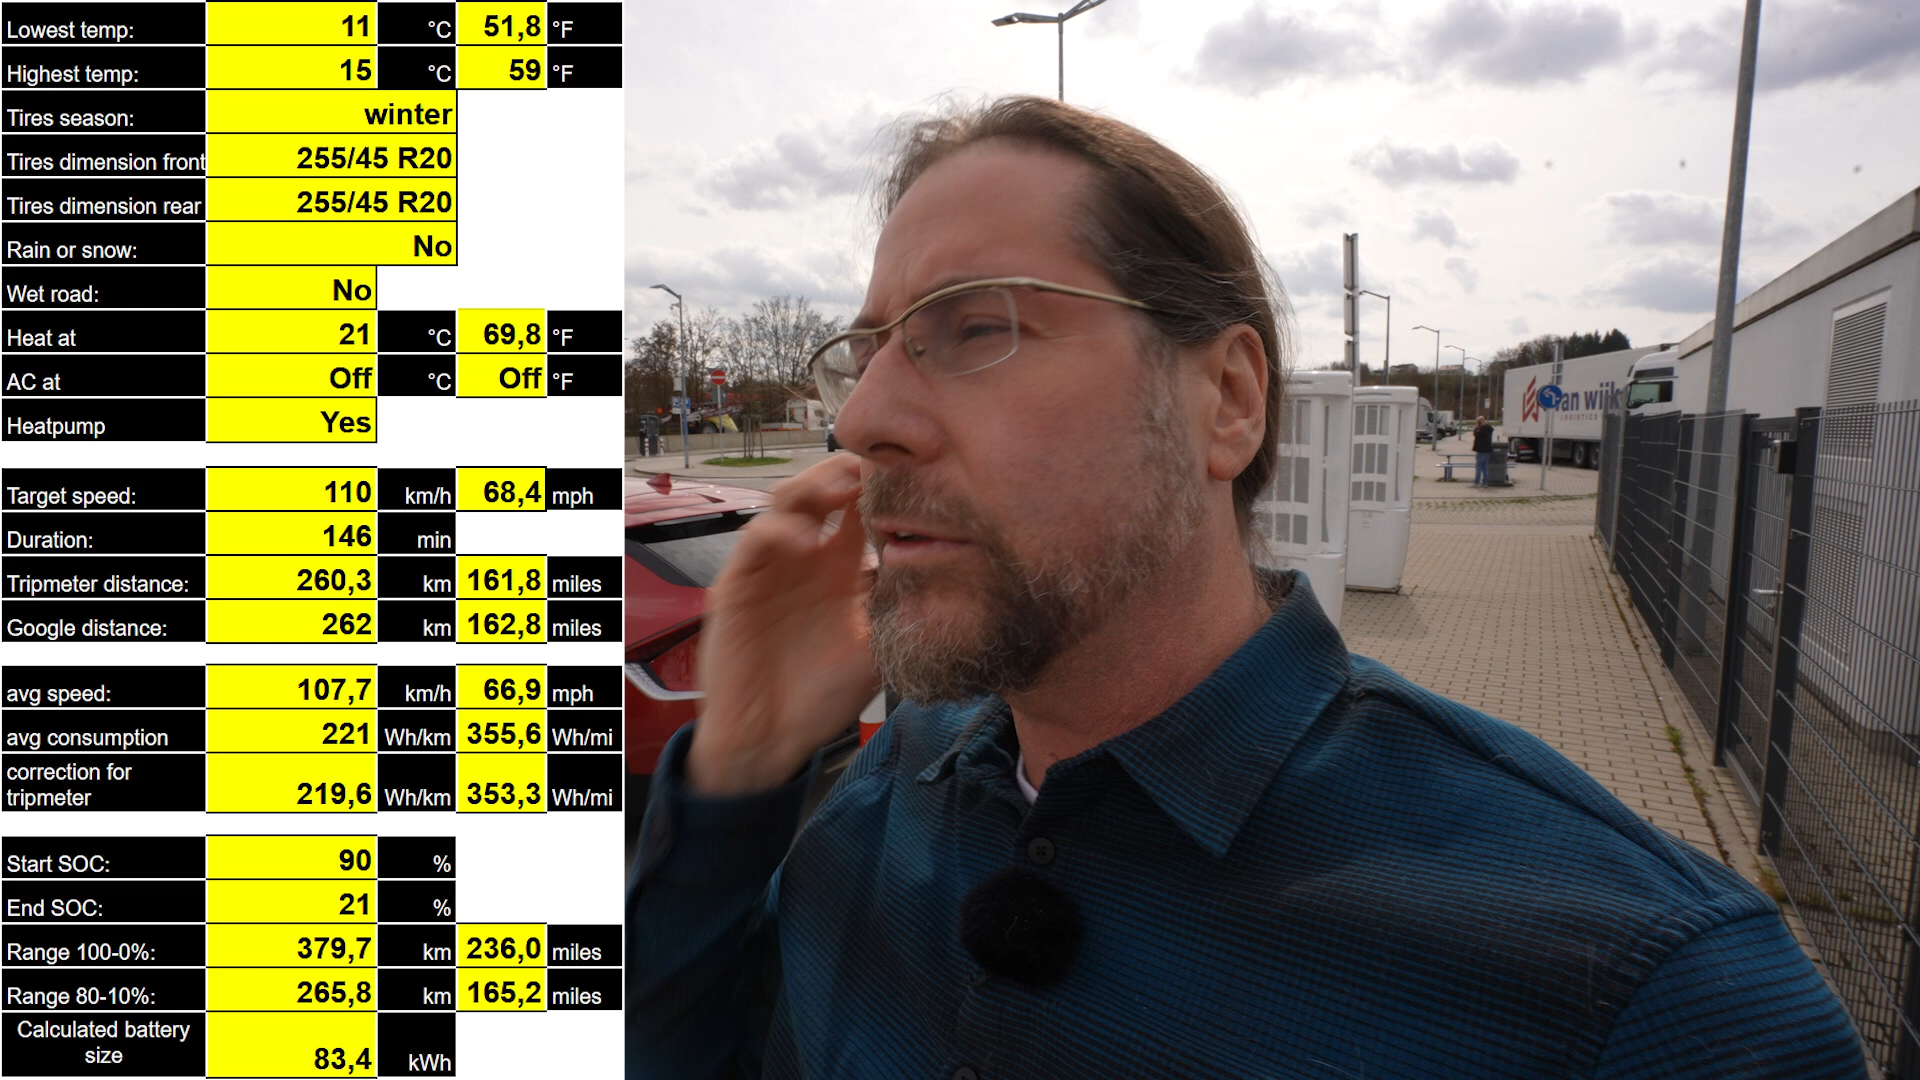 Lowest temp: 11 °C 51,8 °F
Highest temp: 15 °C 59 °F
Tires season: winter
Tires dimension front 255/45 R20
Tires dimension rear 255/45 R20
Rain or snow: No
Wet road: No
Heat at 21 °C 69,8 °F
AC at Off °C Off °F
Heatpump Yes
Target speed: 110 km/h 68,4 mph
Duration: 146 min
Tripmeter distance: 260,3 km 161,8 miles
Google distance: 262 km 162,8 miles
avg speed: 107,7 km/h 66,9 mph
avg consumption 221 Wh/km 355,6 Wh/mi
correction for
tripmeter 219,6 Wh/km 353,3 Wh/mi
Start SOC: 90 %
End SOC: 21 %
Range 100-0%: 379,7 km 236,0 miles
Range 80-10%: 265,8 km 165,2 miles
Calculated battery
size 83,4 kWh
van wijk
LOGISTICS